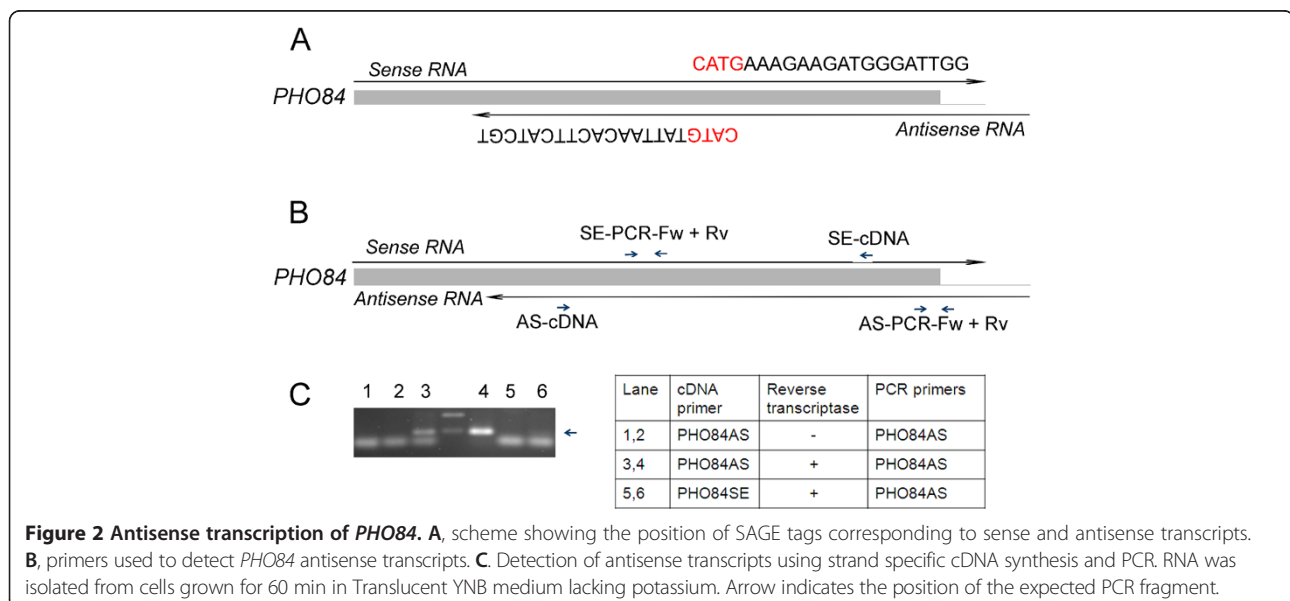 A
CATGAAAGAAGATGGGATTGG
Sense RNA
PHO84
Antisense RNA
CATGTATTAACACTTCATCGT
B
SE-PCR-Fw + Rv
SE-cDNA
Sense RNA
PHO84
Antisense RNA
AS-cDNA
AS-PCR-Fw + Rv
C
1 2 3 4 5 6
Lane cDNA primer Reverse transcriptase PCR primers
1,2 PHO84AS - PHO84AS
3,4 PHO84AS + PHO84AS
5,6 PHO84SE + PHO84AS
Figure 2 Antisense transcription of PHO84. A, scheme showing the position of SAGE tags corresponding to sense and antisense transcripts.
B, primers used to detect PHO84 antisense transcripts. C. Detection of antisense transcripts using strand specific cDNA synthesis and PCR. RNA was
isolated from cells grown for 60 min in Translucent YNB medium lacking potassium. Arrow indicates the position of the expected PCR fragment.